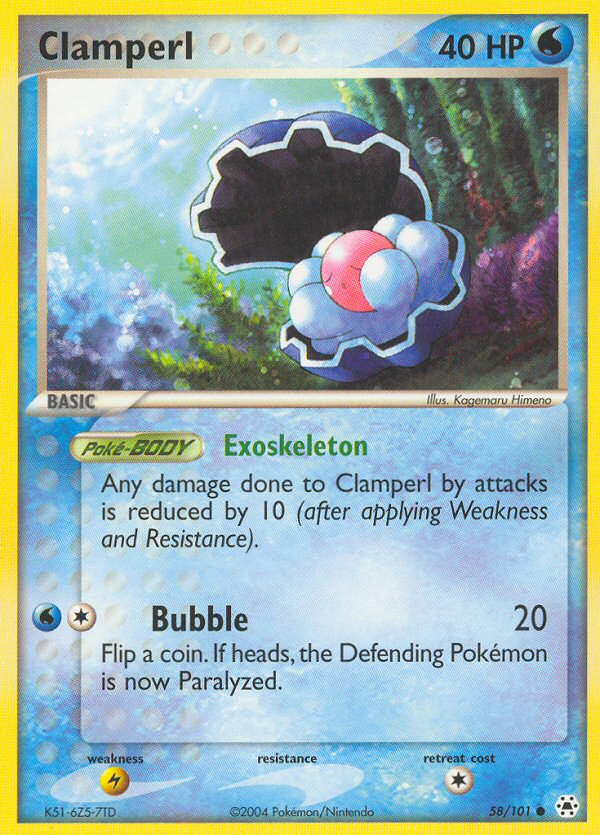 Clamperl
40 HP
BASIC
Illus. Kagemaru Himeno
Poké-BODY Exoskeleton
Any damage done to Clamperl by attacks
is reduced by 10 (after applying Weakness
and Resistance).
Bubble 20
Flip a coin. If heads, the Defending Pokémon
is now Paralyzed.
weakness resistance retreat cost
K51-6Z5-7TD ©2004 Pokémon/Nintendo 58/101